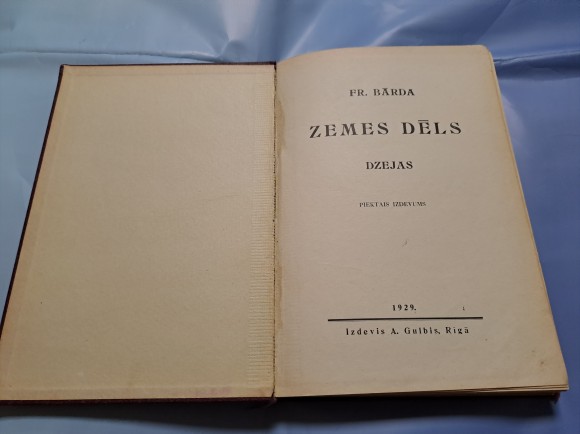 FR. BĀRDA
ZEMES DĒLS
DZEJAS
PIEKTAIS IZDEVUMS
1929.
Izdevis A. Gulbis, Rīgā